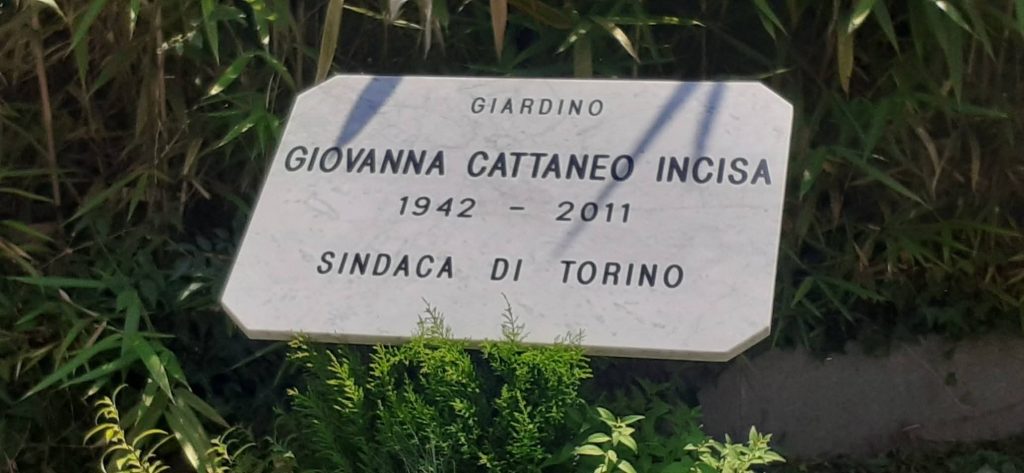 GIARDINO
GIOVANNA CATTANEO INCISA
1942 - 2011
SINDACA DI TORINO